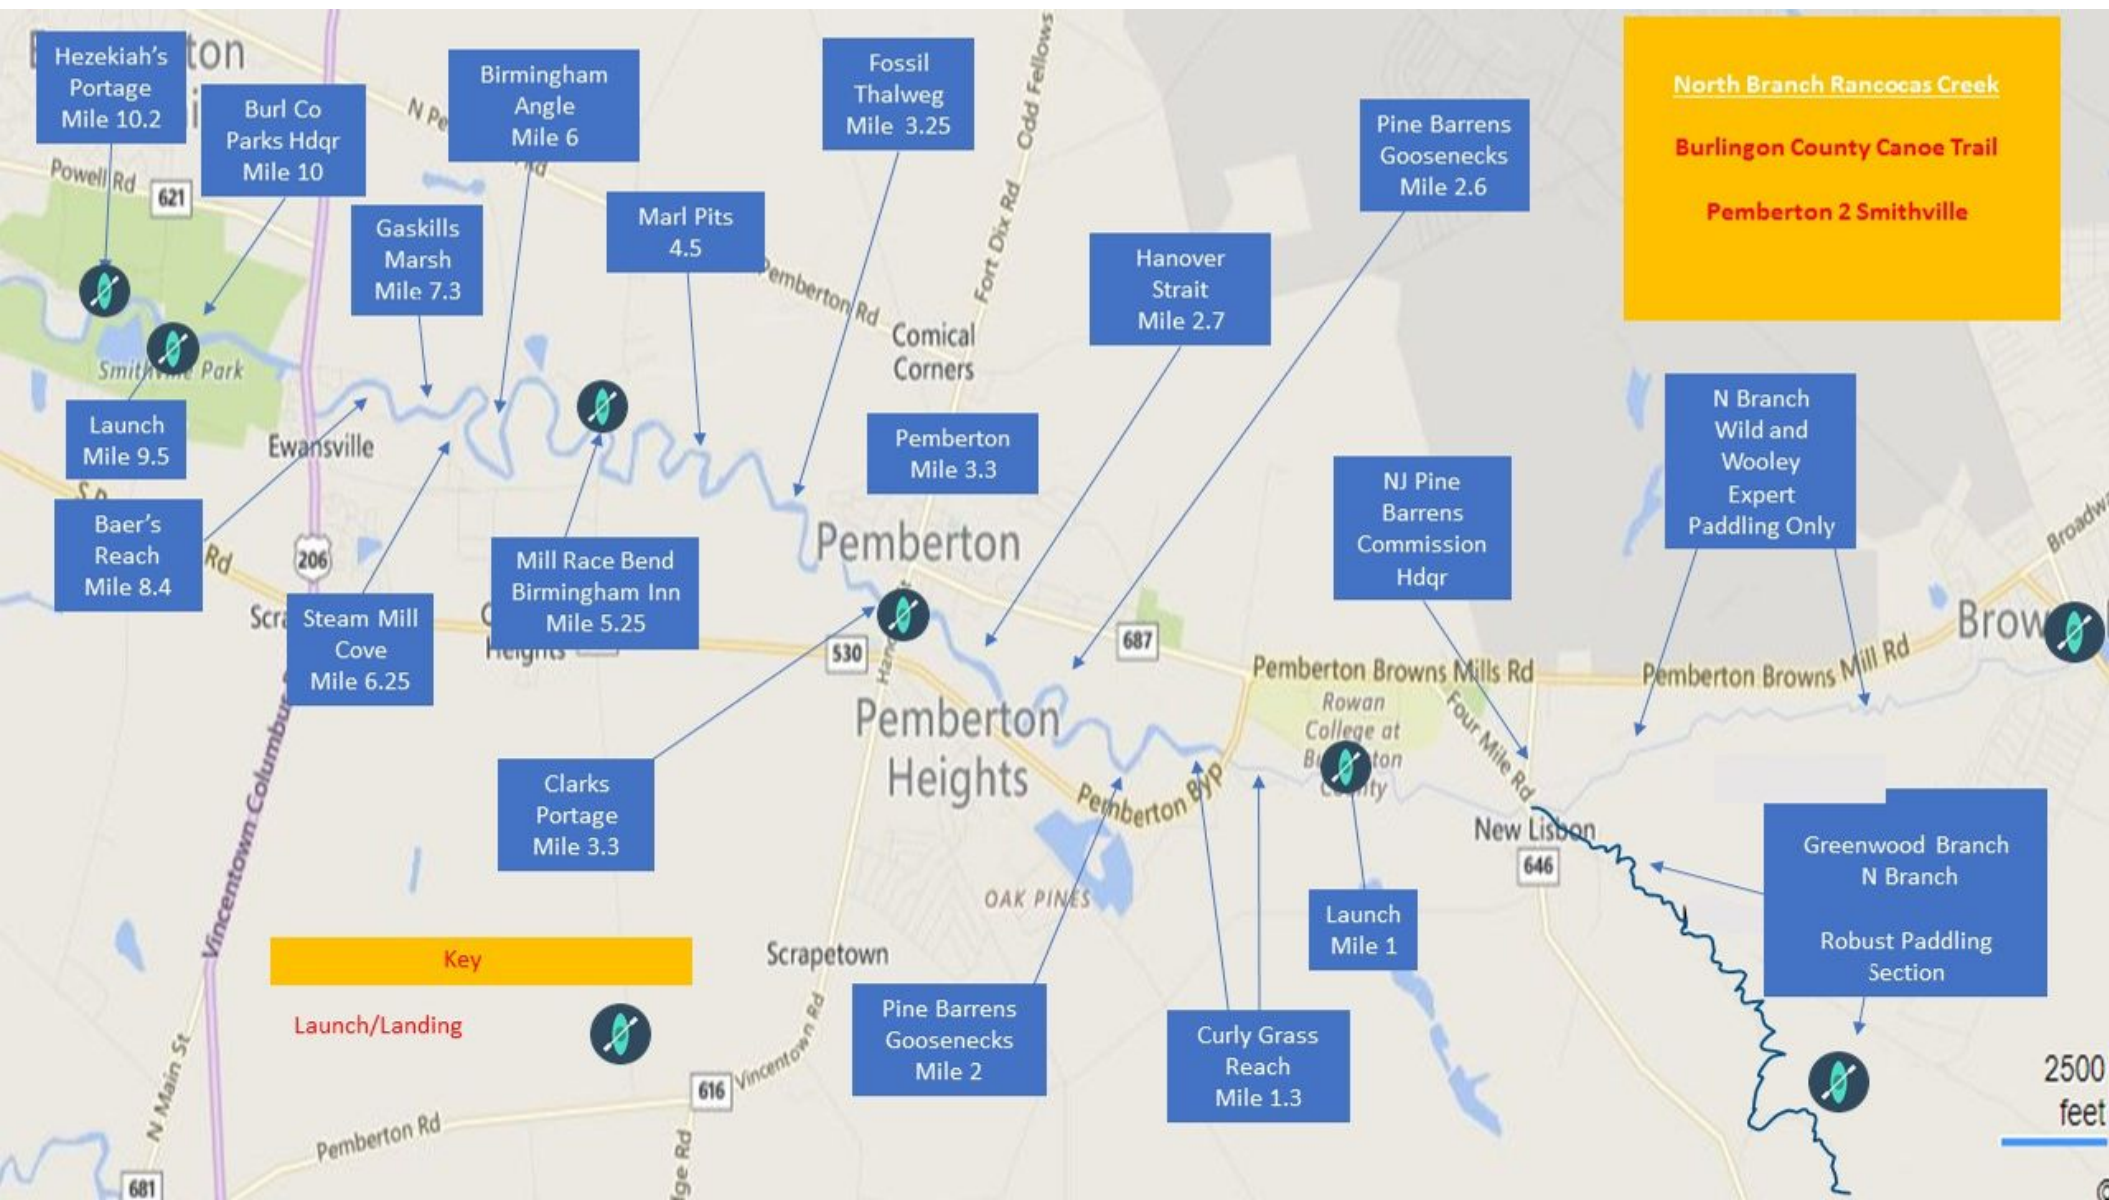 Hezekiah's
Portage
Mile 10.2
Burl Co
Parks Hdqr
Mile 10
Birmingham
Angle
Mile 6
Fossil
Thalweg
Mile 3.25
Pine Barrens
Goosenecks
Mile 2.6
North Branch Rancocas Creek
Burlingon County Canoe Trail
Pemberton 2 Smithville
Odd Fellows
Powell Rd
621
Gaskills
Marsh
Mile 7.3
Marl Pits
4.5
Pemberton Rd
Fort Dix Rd
Comical
Corners
Hanover
Strait
Mile 2.7
Park
Launch
Mile 9.5
Ewansville
Pemberton
Mile 3.3
N Branch
Wild and
Wooley
Expert
Paddling Only
NJ Pine
Barrens
Commission
Hdqr
Baer's
Reach
Mile 8.4
Rd
206
Mill Race Bend
Birmingham Inn
Mile 5.25
Pemberton
Steam Mill
Cove
Mile 6.25
Heights
530
687
Pemberton Browns Mills Rd
Pemberton Browns Mill Rd
Rowan
College at
Four Mile Rd
Pemberton
Heights
Pemberton Byp
Clarks
Portage
Mile 3.3
New Lisbon
646
Greenwood Branch
N Branch
Robust Paddling
Section
OAK PINES
Launch
Mile 1
Key
Launch/Landing
Scrapetown
Pine Barrens
Goosenecks
Mile 2
Curly Grass
Reach
Mile 1.3
Vincentown Rd
616
Pemberton Rd
N Main St
681
2500
feet